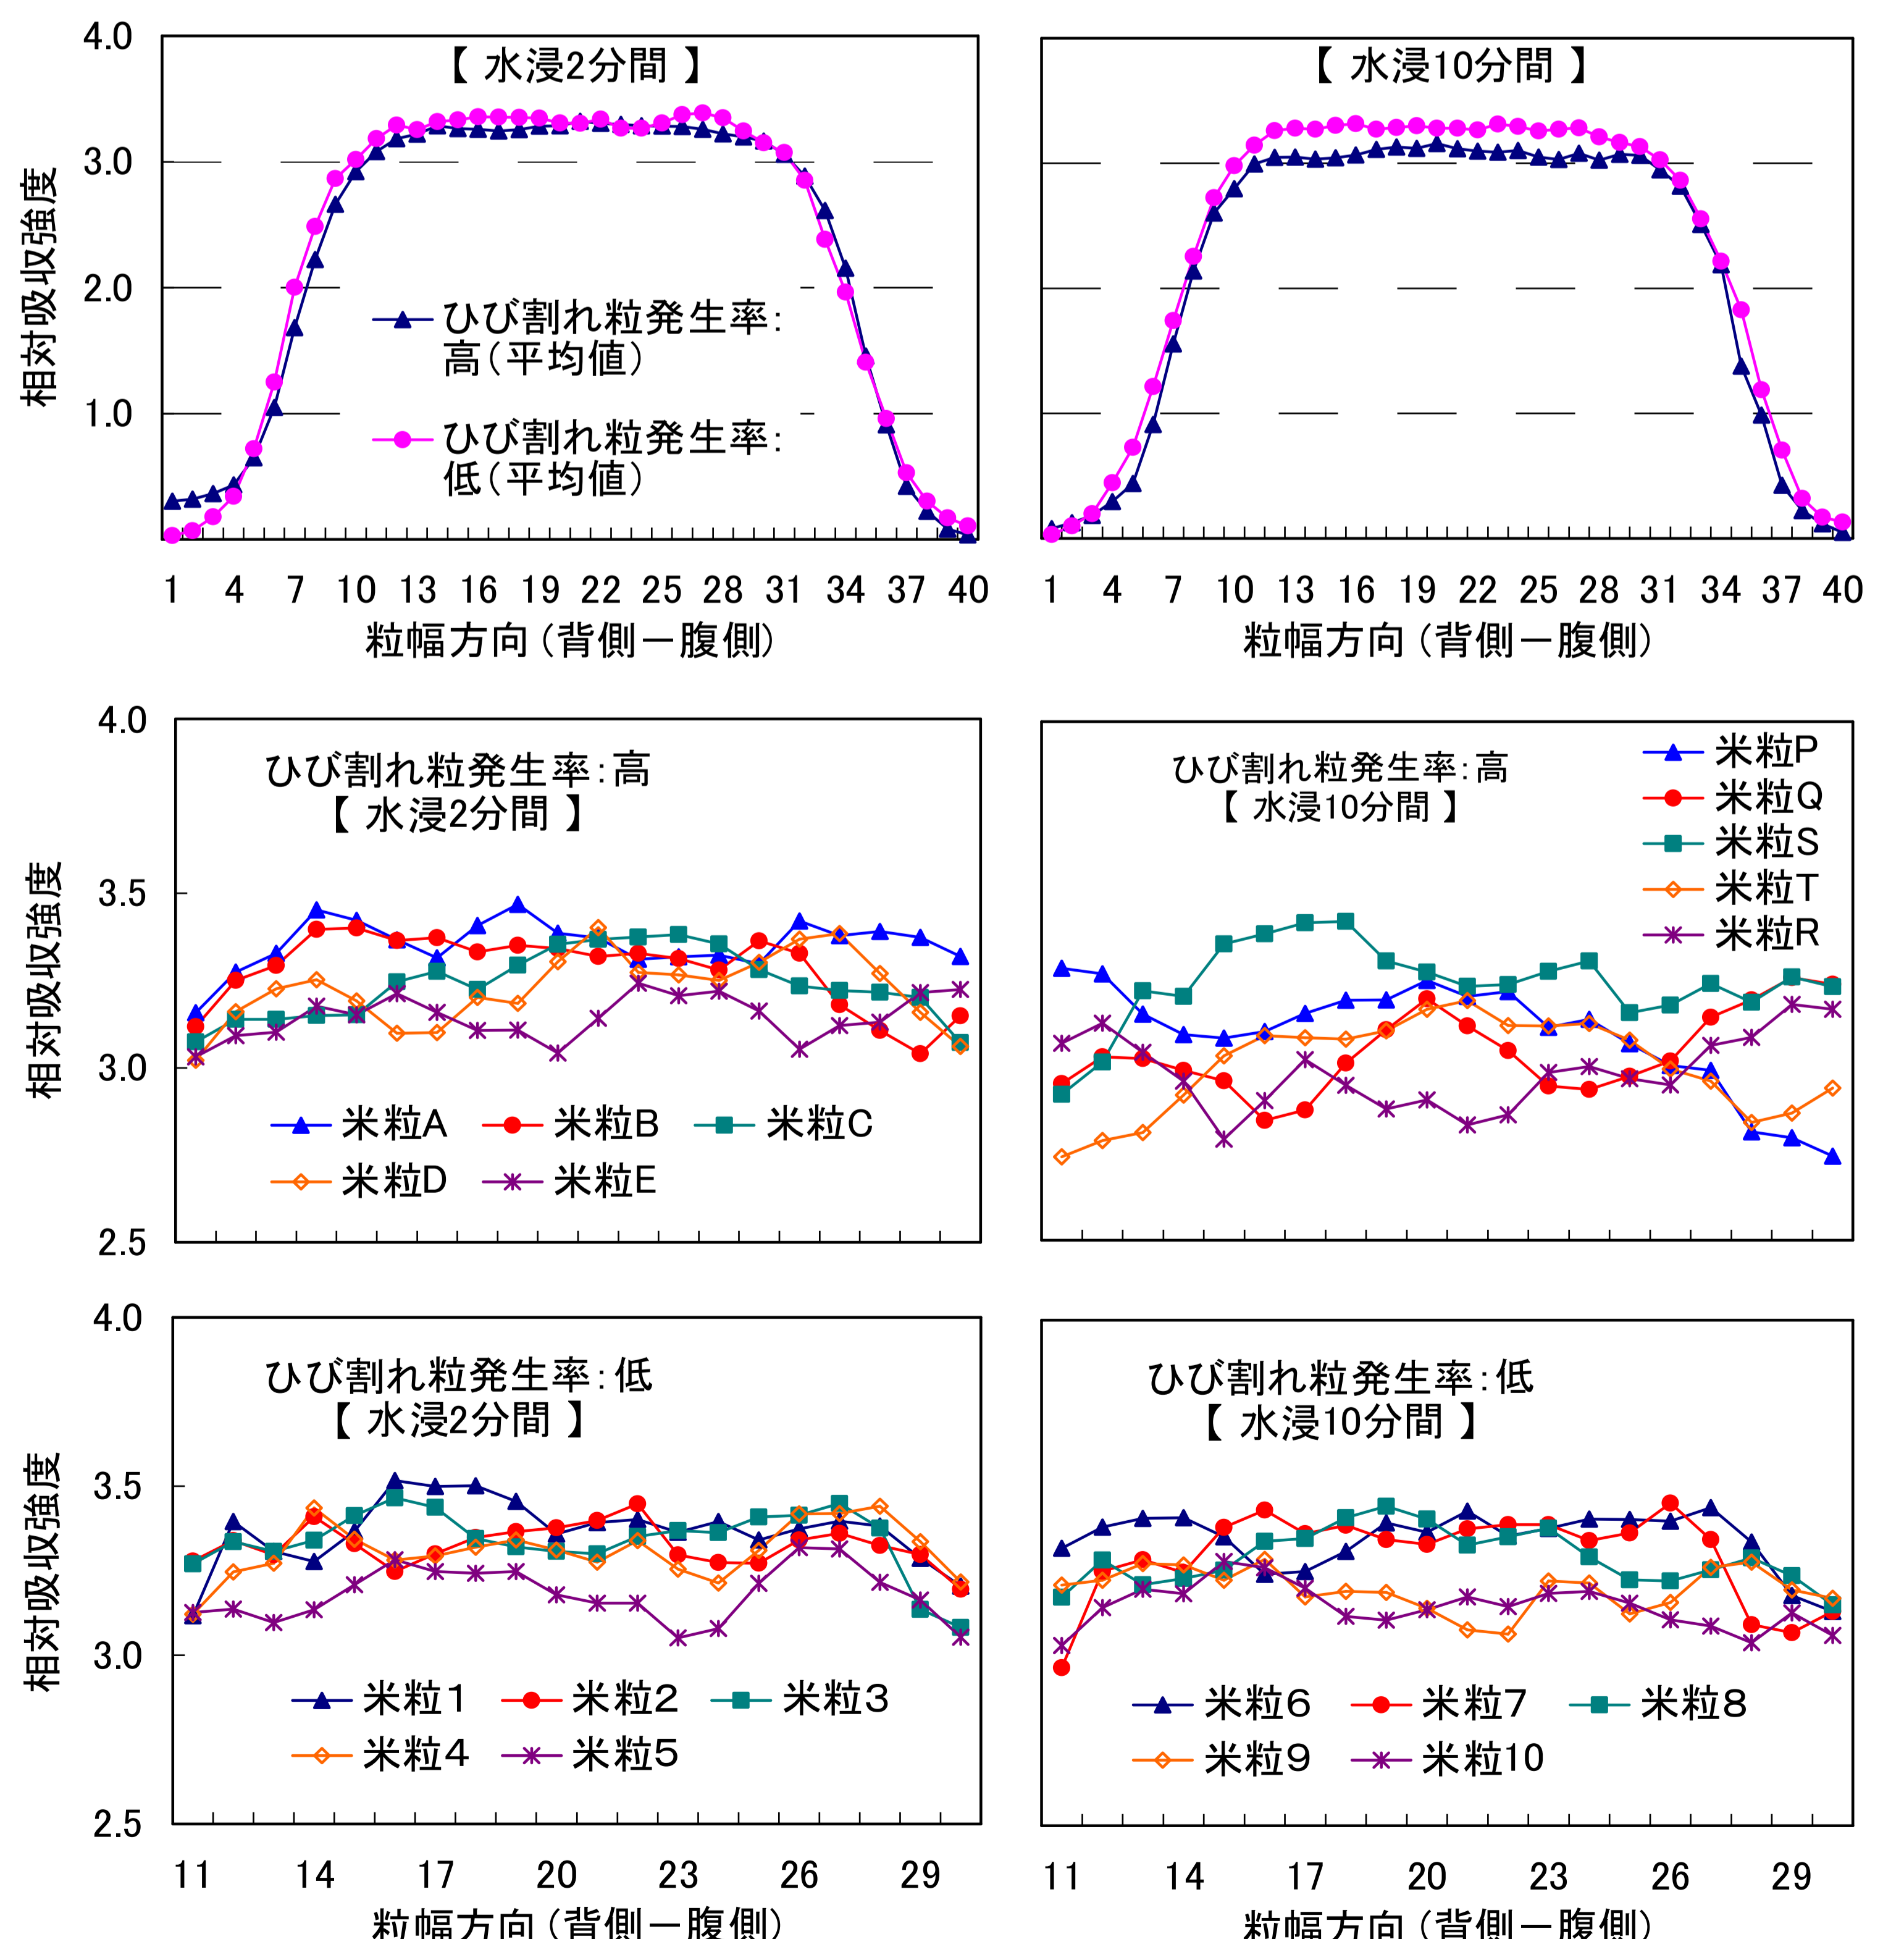 4.0
3.0
2.0
1.0
相対吸収強度
【 水浸2分間 】
ひび割れ粒発生率:
高(平均値)
ひび割れ粒発生率:
低(平均値)
1 4 7 10 13 16 19 22 25 28 31 34 37 40
粒幅方向(背側ー腹側)
【 水浸10分間 】
1 4 7 10 13 16 19 22 25 28 31 34 37 40
粒幅方向(背側ー腹側)
4.0
3.5
3.0
2.5
相対吸収強度
ひび割れ粒発生率:高
【 水浸2分間 】
米粒A 米粒B 米粒C
米粒D 米粒E
ひび割れ粒発生率:高
【 水浸10分間 】
米粒P
米粒Q
米粒S
米粒T
米粒R
4.0
3.5
3.0
2.5
相対吸収強度
ひび割れ粒発生率:低
【 水浸2分間 】
米粒1 米粒2 米粒3
米粒4 米粒5
11 14 17 20 23 26 29
粒幅方向(背側ー腹側)
ひび割れ粒発生率:低
【 水浸10分間 】
米粒6 米粒7 米粒8
米粒9 米粒10
11 14 17 20 23 26 29
粒幅方向(背側ー腹側)